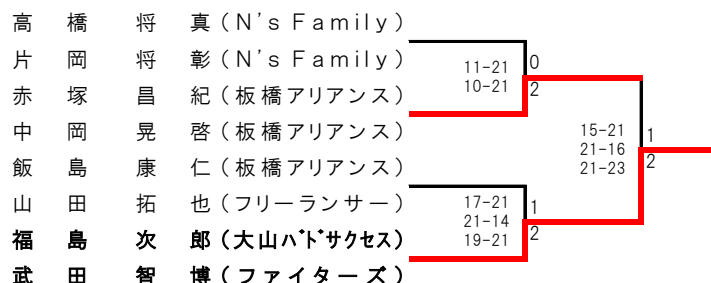 高橋 将真(N's Family)
片岡 将彰(N's Family)
赤塚 昌紀(板橋アリアンス)
中岡 晃啓(板橋アリアンス)
飯島 康仁(板橋アリアンス)
山田 拓也(フリーランサー)
福島 次郎(大山ハ゛ト゛サクセス)
武田 智博(ファイターズ)
11-21
10-21
0
2
17-21
21-14
19-21
1
2
15-21
21-16
21-23
1
2